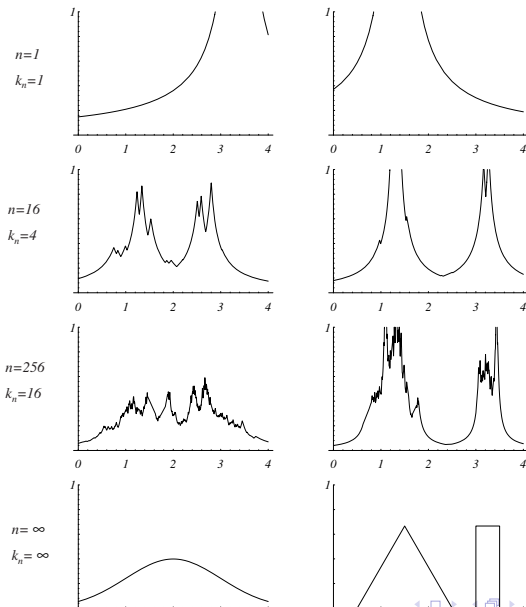 1
1
n=1
k_n=1
0 1 2 3 4
0 1 2 3 4
1
1
n=16
k_n=4
0 1 2 3 4
0 1 2 3 4
1
1
n=256
k_n=16
0 1 2 3 4
0 1 2 3 4
1
1
n= ∞
k_n= ∞